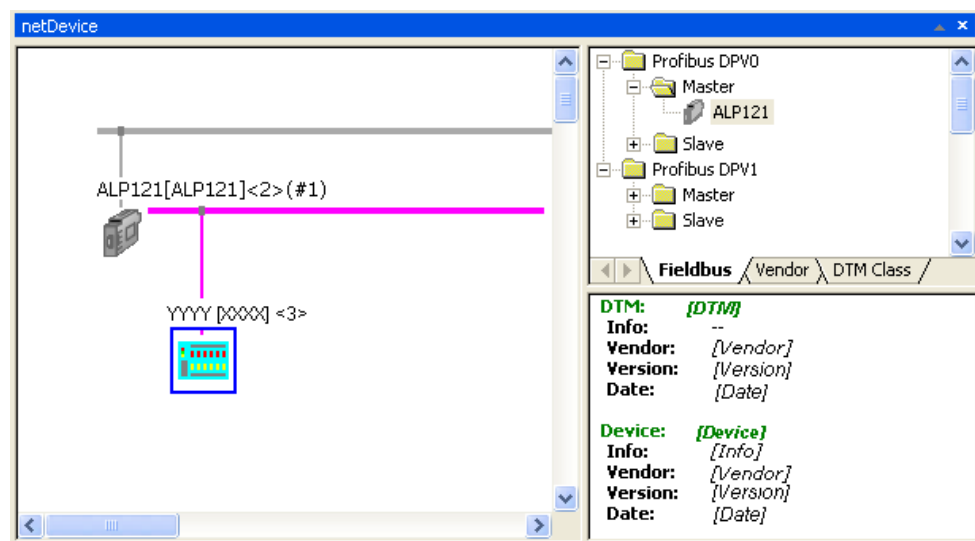 netDevice
ALP121[ALP121]<2>(#1)
YYYY [XXXX] <3>
Profibus DPV0
Master
ALP121
Slave
Profibus DPV1
Master
Slave
Fieldbus Vendor DTM Class
DTM: [DTM]
Info: --
Vendor: [Vendor]
Version: [Version]
Date: [Date]
Device: [Device]
Info: [Info]
Vendor: [Vendor]
Version: [Version]
Date: [Date]